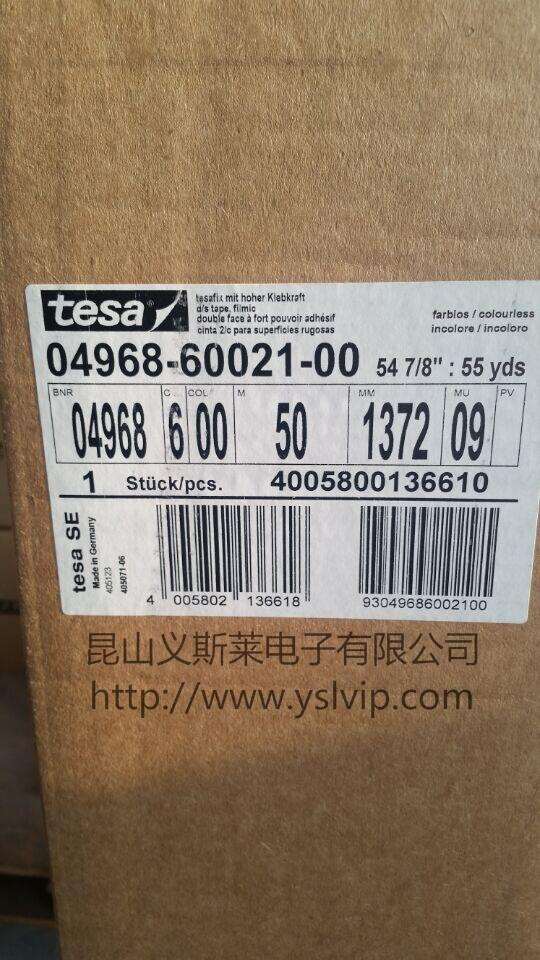 tesa
tesafix mit hoher Klebkraft
d/s tape, filmic
double face à fort pouvoir adhésif
cinta 2/c para superficies rugosas
farblos / colourless
incolore / incoloro
04968-60021-00 54 7/8" : 55 yds
BNR C COL M MM MU PV
04968 6 00 50 1372 09
1 Stück/pcs. 4005800136610
tesa SE
Made in Germany
405123
405071-06
4 005802 136618
93049686002100
昆山义斯莱电子有限公司
http://www.yslvip.com